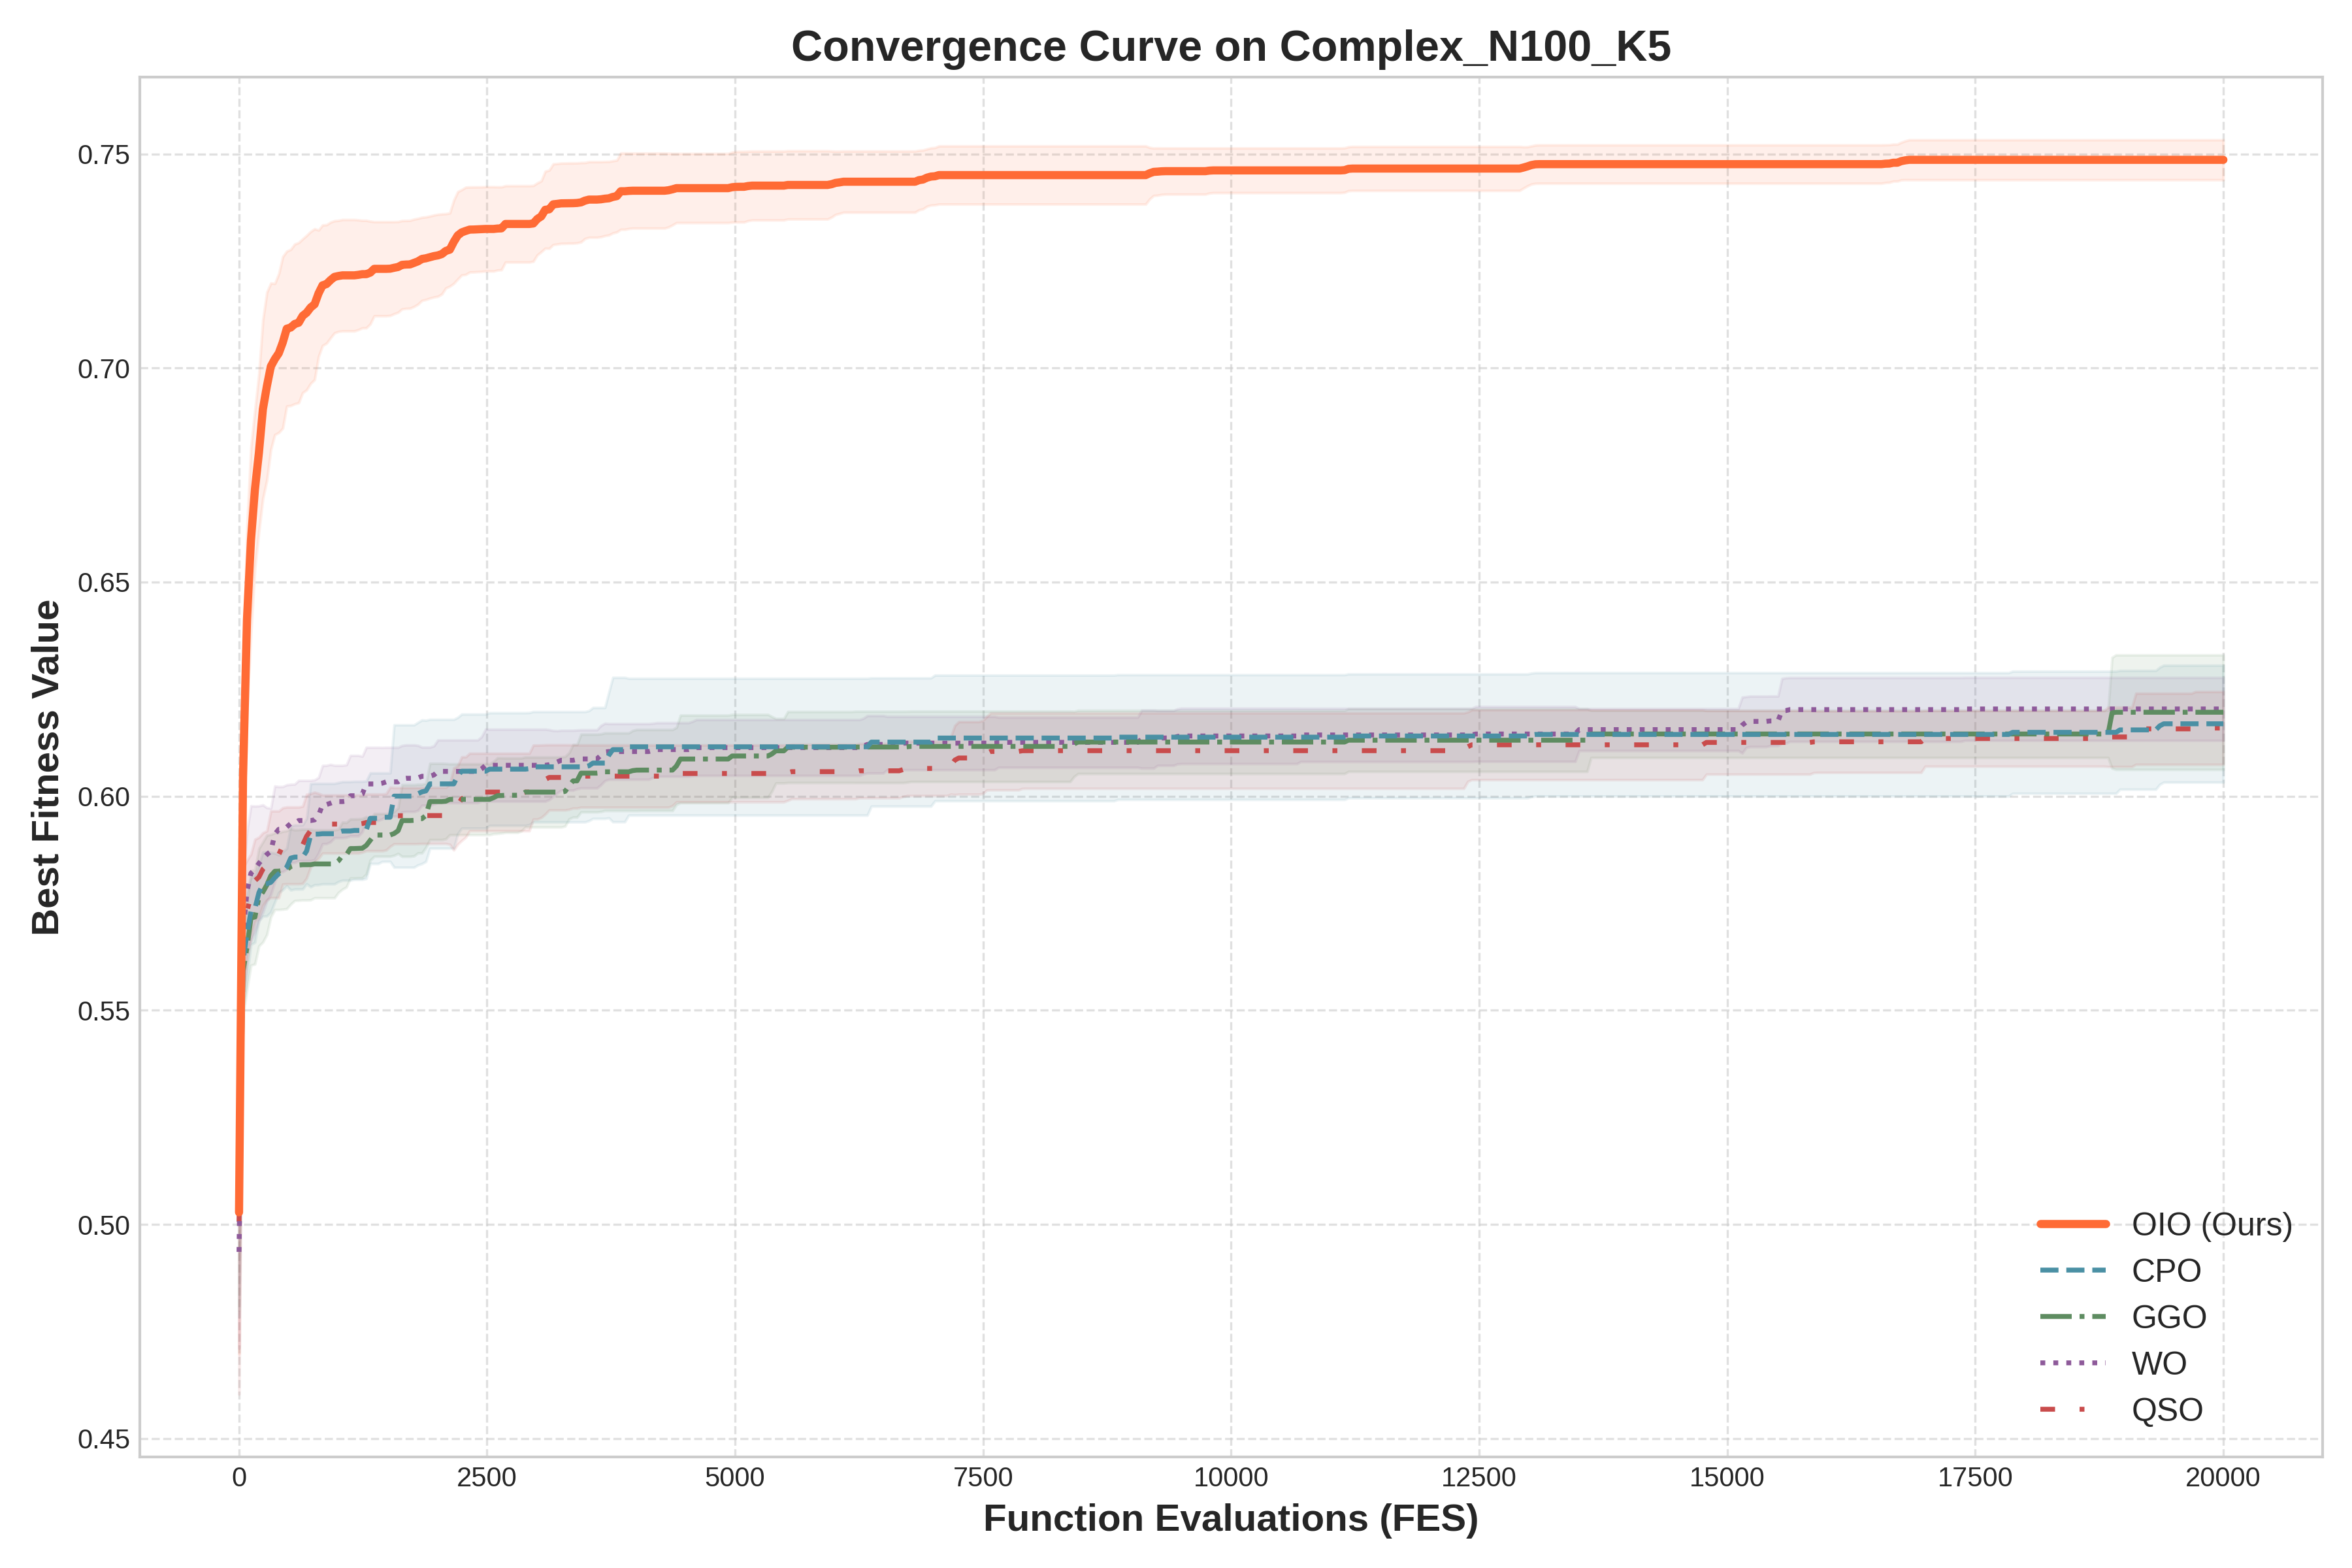 Convergence Curve on Complex_N100_K5
Best Fitness Value
0.75
0.70
0.65
0.60
0.55
0.50
0.45
0 2500 5000 7500 10000 12500 15000 17500 20000
Function Evaluations (FES)
OIO (Ours)
CPO
GGO
WO
QSO